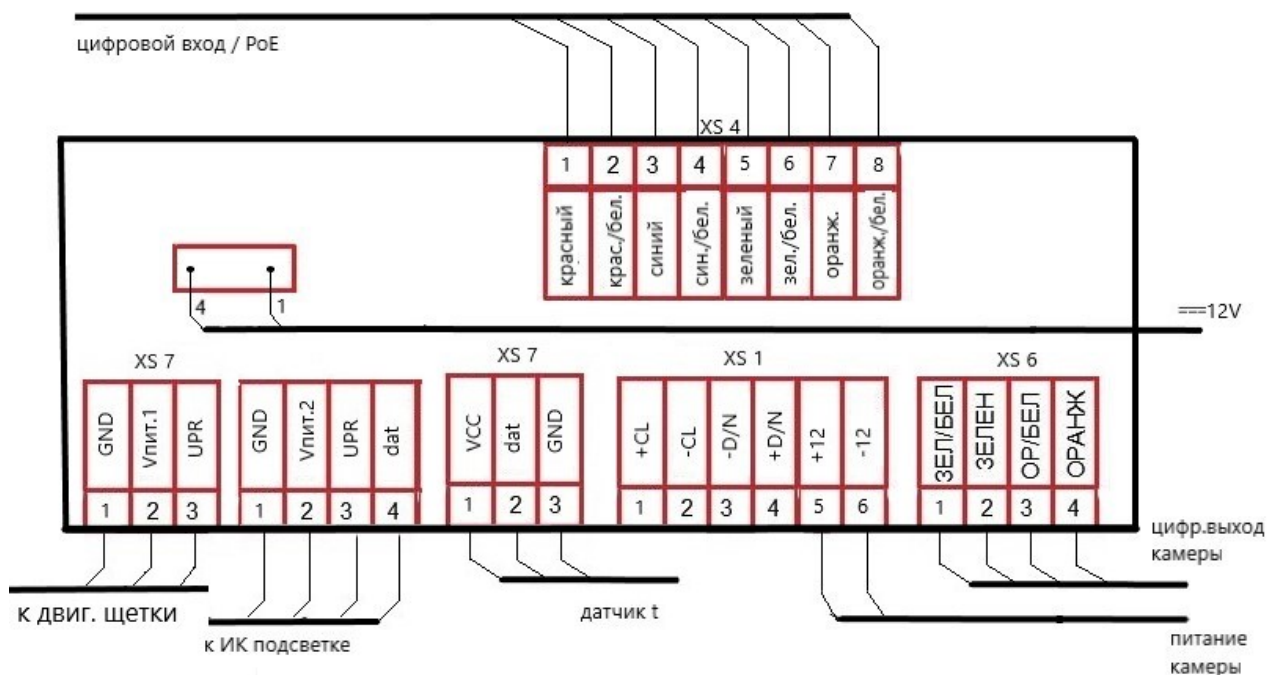 цифровой вход / PoE
XS 4
1 2 3 4 5 6 7 8
красный крас./бел. синий син./бел. зеленый зел./бел. оранж. оранж./бел.
4 1
===12V
XS 7 XS 7 XS 1 XS 6
GND Vпит.1 UPR GND Vпит.2 UPR dat VCC dat GND +CL -CL -D/N +D/N +12 -12 ЗЕЛ/БЕЛ ЗЕЛЕН ОР/БЕЛ ОРАНЖ
1 2 3 1 2 3 4 1 2 3 1 2 3 4 5 6 1 2 3 4
цифр.выход
камеры
к двиг. щетки
к ИК подсветке
датчик t
питание
камеры